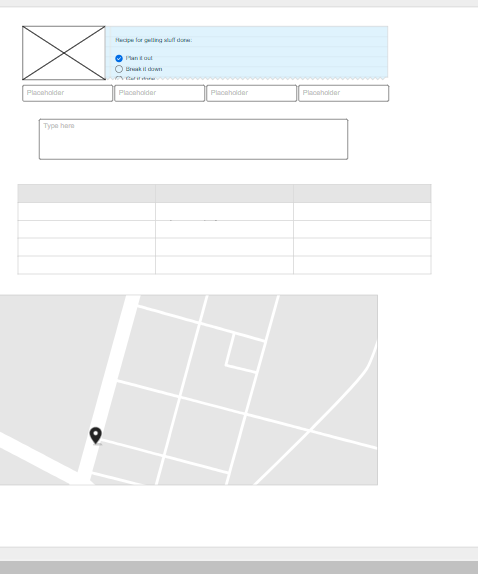 Recipe for getting stuff done:
Plan it out
Break it down
Get it done
Placeholder Placeholder Placeholder Placeholder
Type here